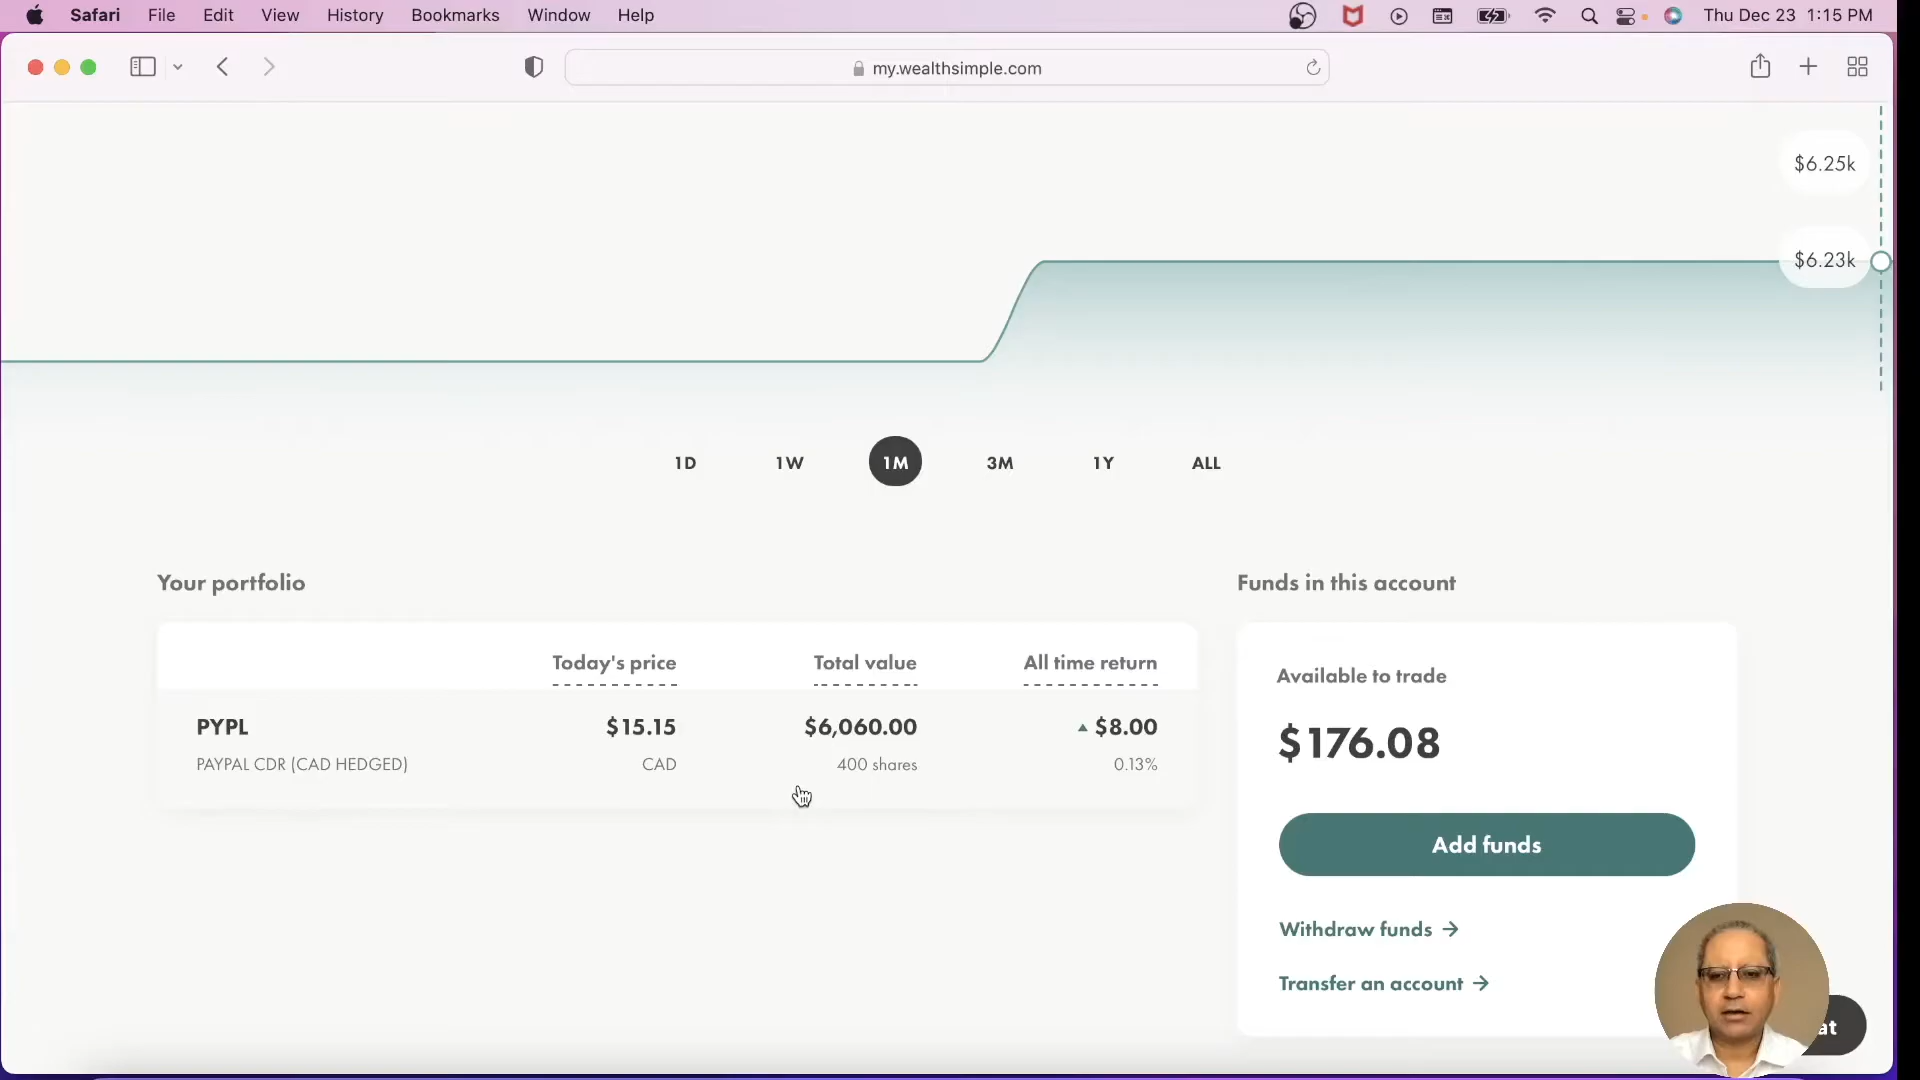 Safari File Edit View History Bookmarks Window Help Thu Dec 23 1:15 PM
my.wealthsimple.com
$6.25k
$6.23k
1D 1W 1M 3M 1Y ALL
Your portfolio
Today's price Total value All time return
PYPL $15.15 $6,060.00 $8.00
PAYPAL CDR (CAD HEDGED) CAD 400 shares 0.13%
Funds in this account
Available to trade
$176.08
Add funds
Withdraw funds →
Transfer an account →